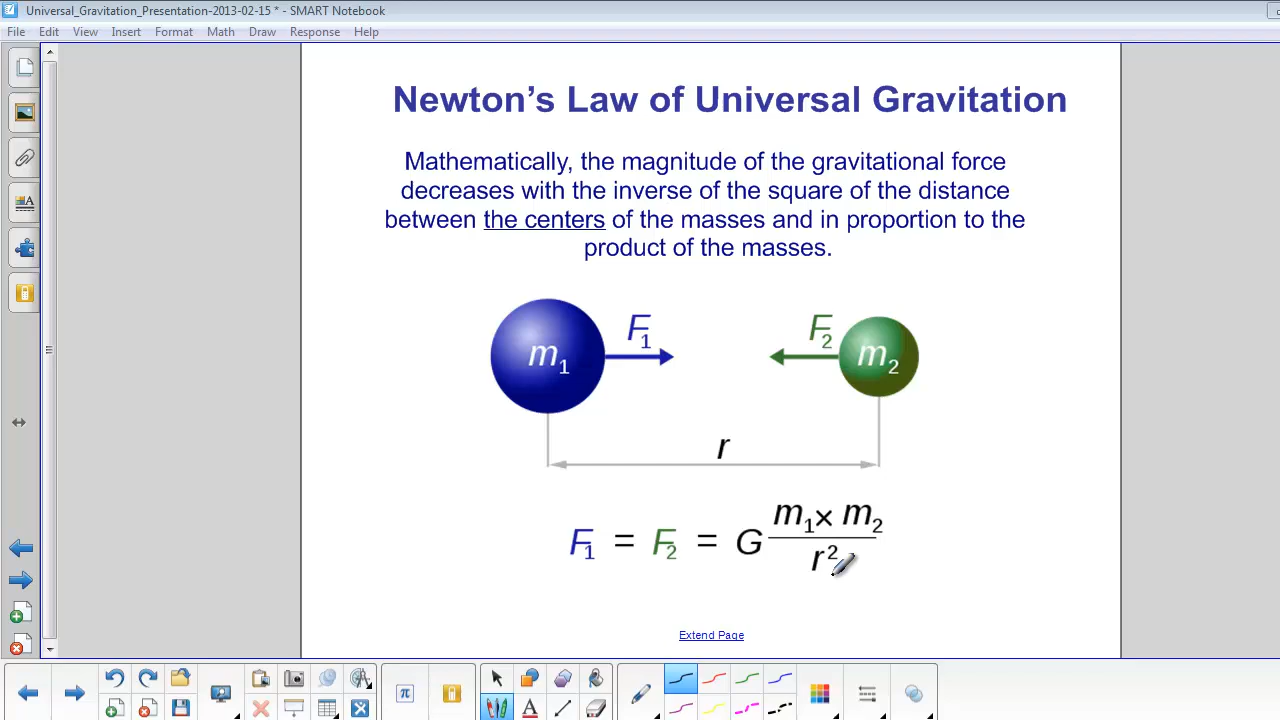 Universal_Gravitation_Presentation-2013-02-15 * - SMART Notebook
File Edit View Insert Format Math Draw Response Help
Newton’s Law of Universal Gravitation
Mathematically, the magnitude of the gravitational force
decreases with the inverse of the square of the distance
between the centers of the masses and in proportion to the
product of the masses.
F₁ F₂
m₁ m₂
r
F₁ = F₂ = G m₁× m₂ / r²
Extend Page
π A